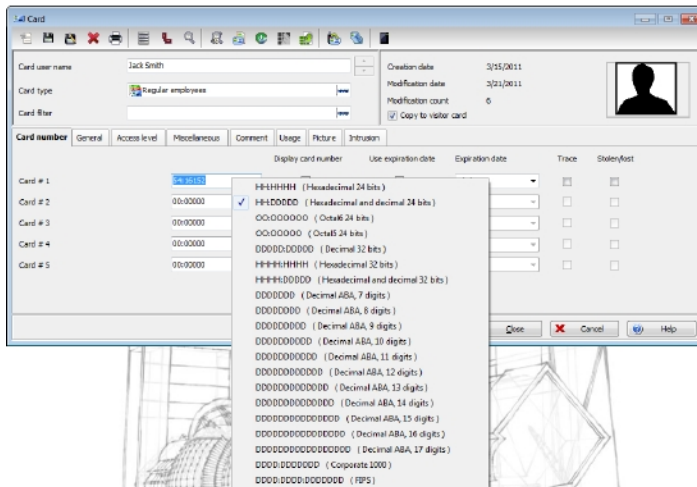 Card
Card user name
Jack Smith
Card type
Regular employees
Card filter
Creation date 3/15/2011
Modification date 3/21/2011
Modification count 6
Copy to visitor card
Card number General Access level Miscellaneous Comment Usage Picture Intrusion
Display card number Use expiration date Expiration date Trace Stolen/lost
Card # 1
Card # 2 00:00000
Card # 3 00:00000
Card # 4 00:00000
Card # 5 00:00000
HH:HHHH (Hexadecimal 24 bits)
HH:DDDDD (Hexadecimal and decimal 24 bits)
OO:OOOOOO (Octal6 24 bits)
OO:OOOOO (Octal5 24 bits)
DDDDD:DDDDD (Decimal 32 bits)
HHHH:HHHH (Hexadecimal 32 bits)
HHHH:DDDDD (Hexadecimal and decimal 32 bits)
DDDDDDD (Decimal ABA, 7 digits)
DDDDDDDD (Decimal ABA, 8 digits)
DDDDDDDDD (Decimal ABA, 9 digits)
DDDDDDDDDD (Decimal ABA, 10 digits)
DDDDDDDDDDD (Decimal ABA, 11 digits)
DDDDDDDDDDDD (Decimal ABA, 12 digits)
DDDDDDDDDDDDD (Decimal ABA, 13 digits)
DDDDDDDDDDDDDD (Decimal ABA, 14 digits)
DDDDDDDDDDDDDDD (Decimal ABA, 15 digits)
DDDDDDDDDDDDDDDD (Decimal ABA, 16 digits)
DDDDDDDDDDDDDDDDD (Decimal ABA, 17 digits)
DDDD:DDDDDDD (Corporate 1000)
DDDD:DDDD:DDDDDDD (FIPS)
Close Cancel Help